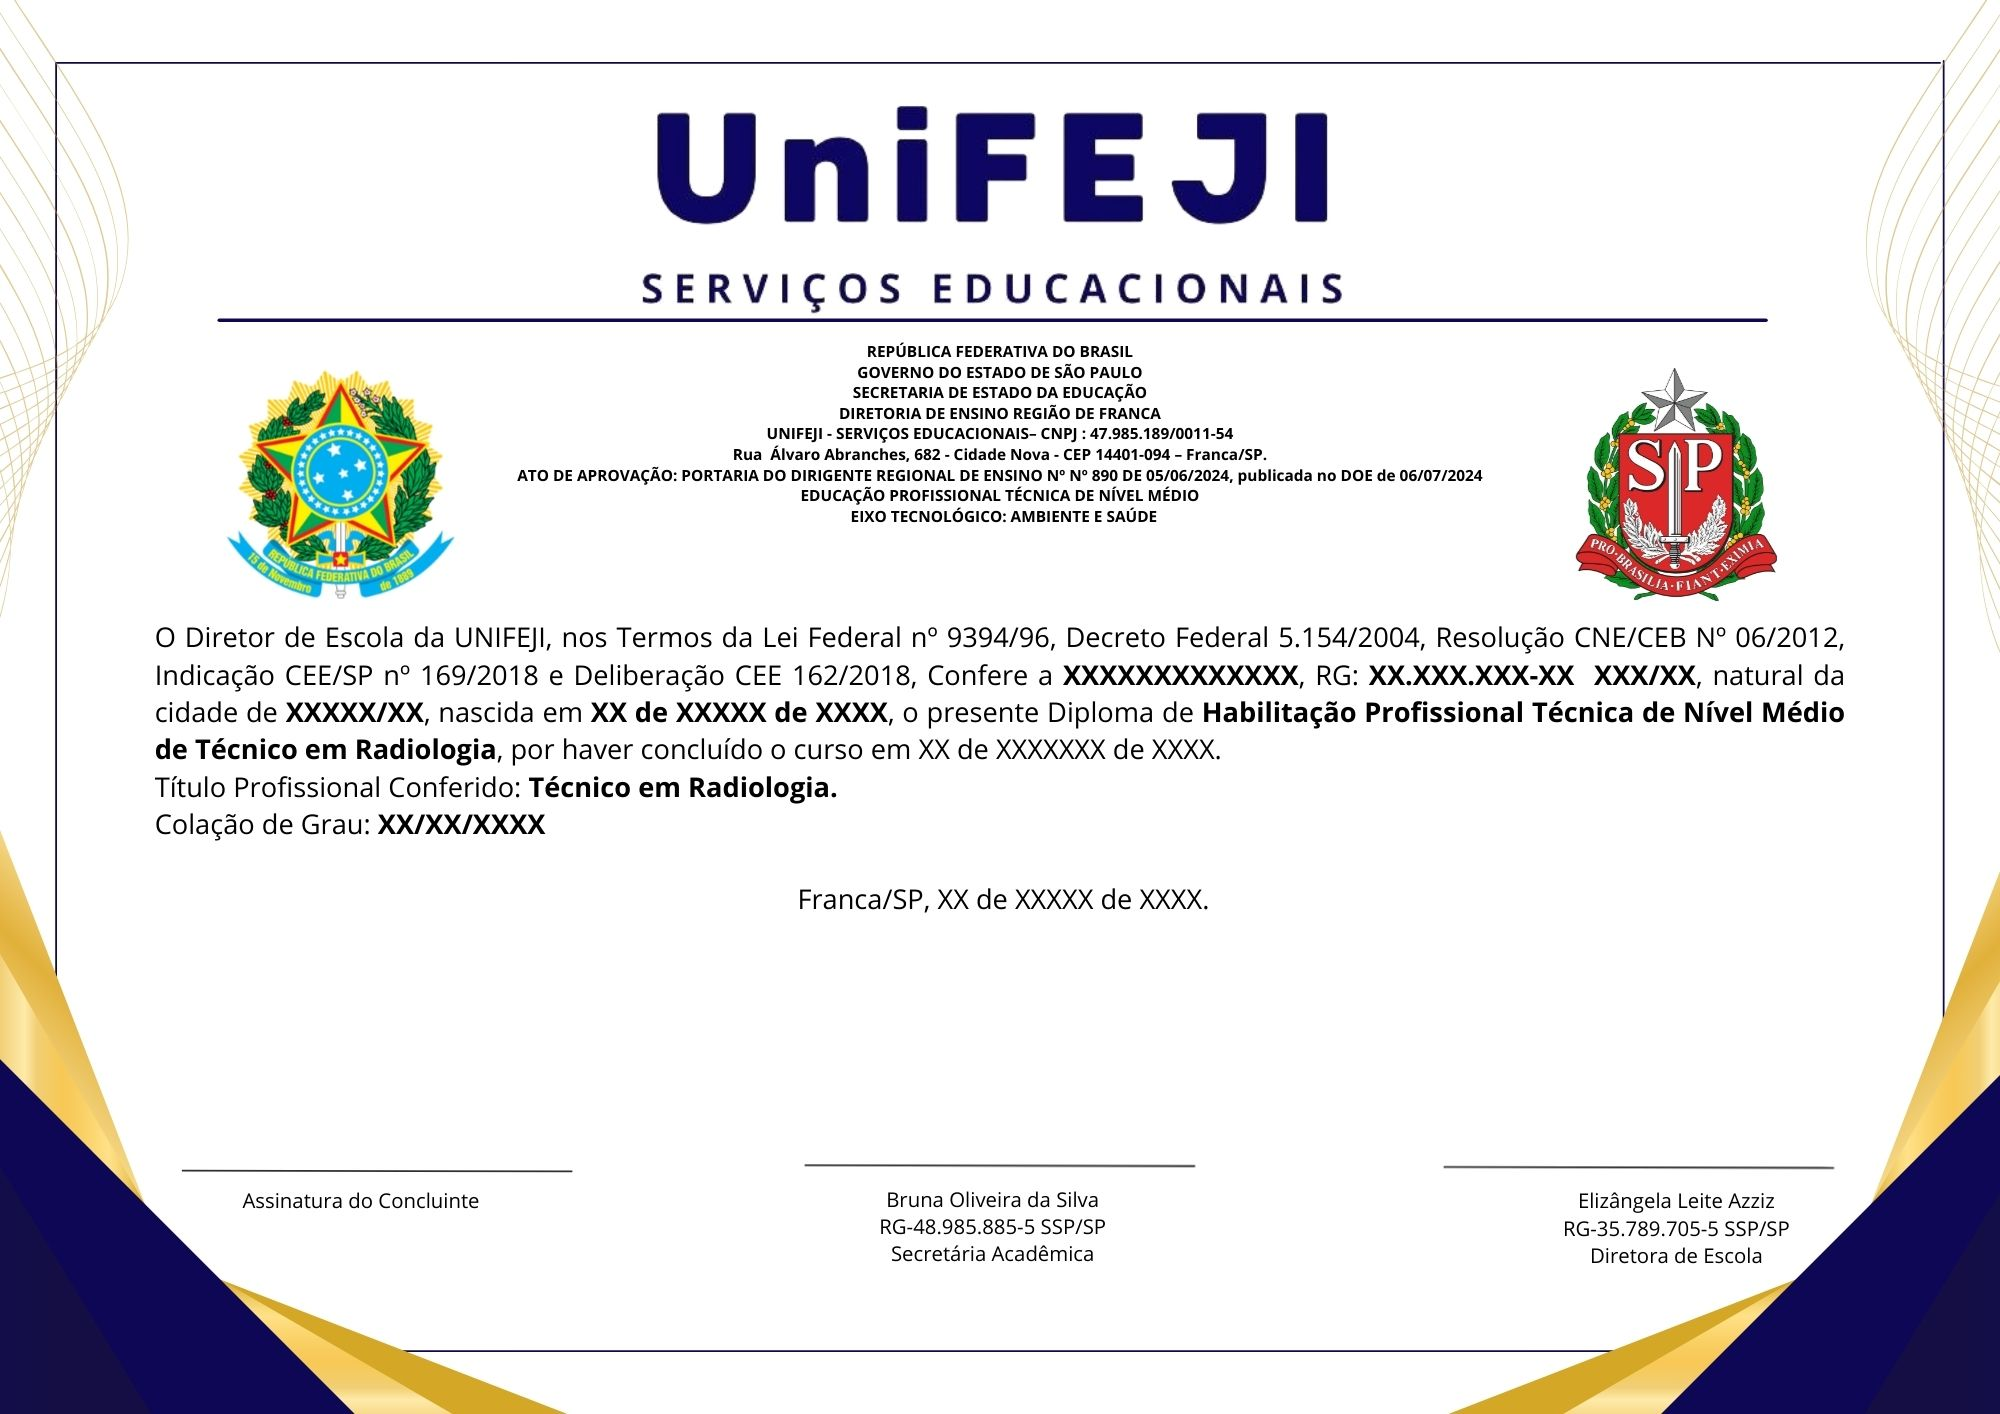 UniFEJI
SERVIÇOS EDUCACIONAIS
REPÚBLICA FEDERATIVA DO BRASIL
GOVERNO DO ESTADO DE SÃO PAULO
SECRETARIA DE ESTADO DA EDUCAÇÃO
DIRETORIA DE ENSINO REGIÃO DE FRANCA
UNIFEJI - SERVIÇOS EDUCACIONAIS– CNPJ : 47.985.189/0011-54
Rua Álvaro Abranches, 682 - Cidade Nova - CEP 14401-094 – Franca/SP.
ATO DE APROVAÇÃO: PORTARIA DO DIRIGENTE REGIONAL DE ENSINO Nº Nº 890 DE 05/06/2024, publicada no DOE de 06/07/2024
EDUCAÇÃO PROFISSIONAL TÉCNICA DE NÍVEL MÉDIO
EIXO TECNOLÓGICO: AMBIENTE E SAÚDE
REPÚBLICA FEDERATIVA DO BRASIL
15 de Novembro de 1889
SP
PRO·BRASILIA·FIANT·EXIMIA
O Diretor de Escola da UNIFEJI, nos Termos da Lei Federal nº 9394/96, Decreto Federal 5.154/2004, Resolução CNE/CEB Nº 06/2012,
Indicação CEE/SP nº 169/2018 e Deliberação CEE 162/2018, Confere a XXXXXXXXXXXXX, RG: XX.XXX.XXX-XX XXX/XX, natural da
cidade de XXXXX/XX, nascida em XX de XXXXX de XXXX, o presente Diploma de Habilitação Profissional Técnica de Nível Médio
de Técnico em Radiologia, por haver concluído o curso em XX de XXXXXXX de XXXX.
Título Profissional Conferido: Técnico em Radiologia.
Colação de Grau: XX/XX/XXXX
Franca/SP, XX de XXXXX de XXXX.
Assinatura do Concluinte
Bruna Oliveira da Silva
RG-48.985.885-5 SSP/SP
Secretária Acadêmica
Elizângela Leite Azziz
RG-35.789.705-5 SSP/SP
Diretora de Escola